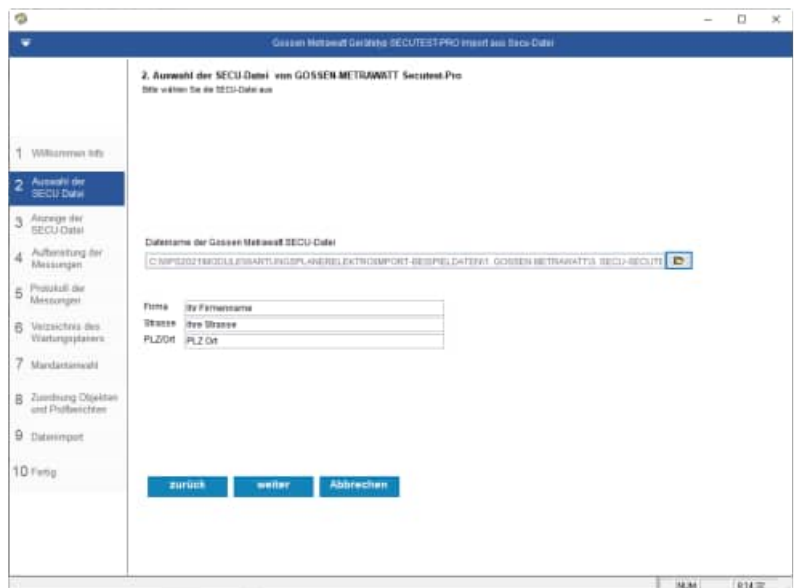 Gossen Metrawatt Gerätetyp SECUTEST-PRO Import aus Secu-Datei
2. Auswahl der SECU-Datei von GOSSEN-METRAWATT Secutest-Pro
Bitte wählen Sie die SECU-Datei aus
1 Willkommen Info
2 Auswahl der
SECU-Datei
3 Anzeige der
SECU-Datei
4 Aufbereitung der
Messungen
5 Protokoll der
Messungen
6 Verzeichnis des
Wartungsplaners
7 Mandantenwahl
8 Zuordnung Objekten
und Prüfberichten
9 Datenimport
10 Fertig
Dateiname der Gossen Metrawatt SECU-Datei
Firma Ihr Firmenname
Strasse Ihre Strasse
PLZ/Ort PLZ Ort
zurück weiter Abbrechen
NUM